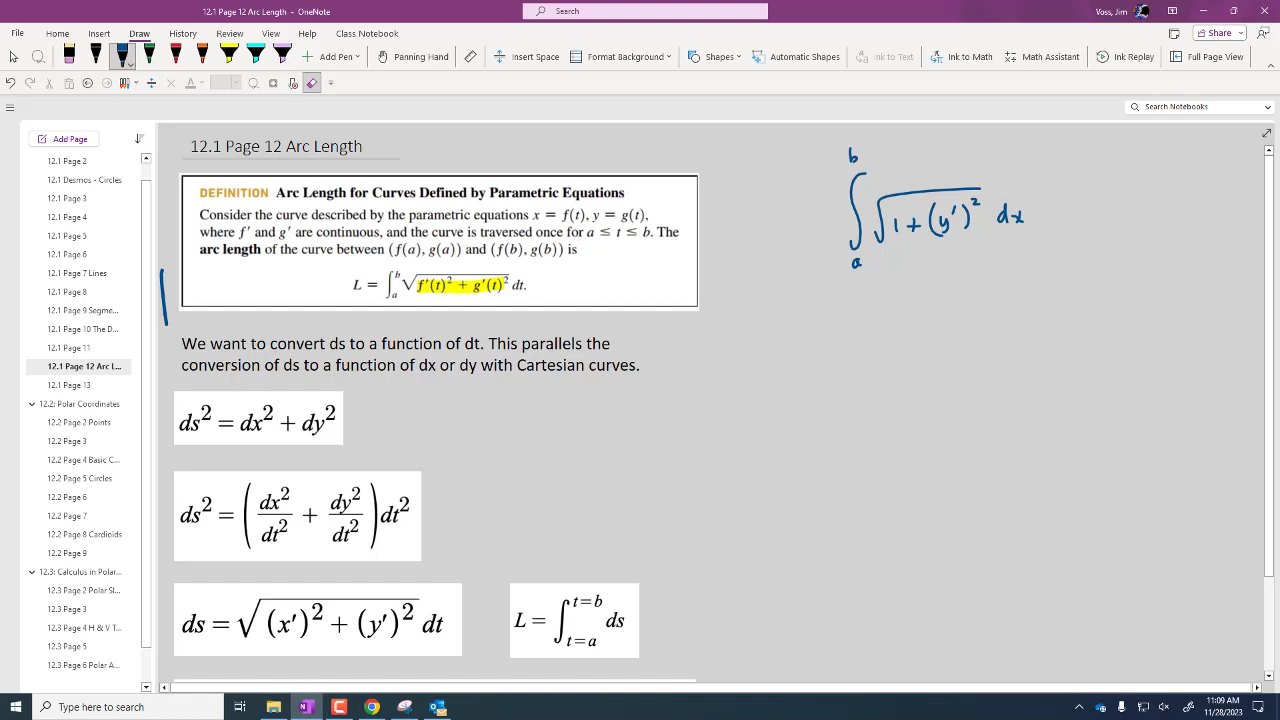 12.1 Page 12 Arc Length - OneNote
Search
Voss, Jim
File Home Insert Draw History Review View Help Class Notebook
Share
Insert Space
Format Background
Shapes
Automatic Shapes
Ink to Text
Ink to Shape
Ink to Math
Math Assistant
Ink Replay
Full Page View
Search Notebooks
Add Page
12.1 Page 2
12.1 Desmos - Circles
12.1 Page 3
12.1 Page 4
12.1 Page 5
12.1 Page 6
12.1 Page 7 Lines
12.1 Page 8
12.1 Page 9 Segme...
12.1 Page 10 The D...
12.1 Page 11
12.1 Page 12 Arc L...
12.1 Page 13
12.2: Polar Coordinates
12.2 Page 2 Points
12.2 Page 3
12.2 Page 4 Basic C...
12.2 Page 5 Circles
12.2 Page 6
12.2 Page 7
12.2 Page 8 Cardioids
12.2 Page 9
12.3: Calculus in Polar...
12.3 Page 2 Polar Sl...
12.3 Page 3
12.3 Page 4 H & V T...
12.3 Page 5
12.3 Page 6 Polar A...
12.1 Page 12 Arc Length
DEFINITION Arc Length for Curves Defined by Parametric Equations
Consider the curve described by the parametric equations x = f(t), y = g(t),
where f′ and g′ are continuous, and the curve is traversed once for a ≤ t ≤ b. The
arc length of the curve between (f(a), g(a)) and (f(b), g(b)) is
L = ∫_a^b √(f′(t)² + g′(t)²) dt.
We want to convert ds to a function of dt. This parallels the
conversion of ds to a function of dx or dy with Cartesian curves.
ds² = dx² + dy²
ds² = (dx²/dt² + dy²/dt²) dt²
ds = √((x′)² + (y′)²) dt
L = ∫_{t=a}^{t=b} ds
∫_a^b √(1 + (y′)²) dx
Type here to search
11:09 AM
11/28/2023